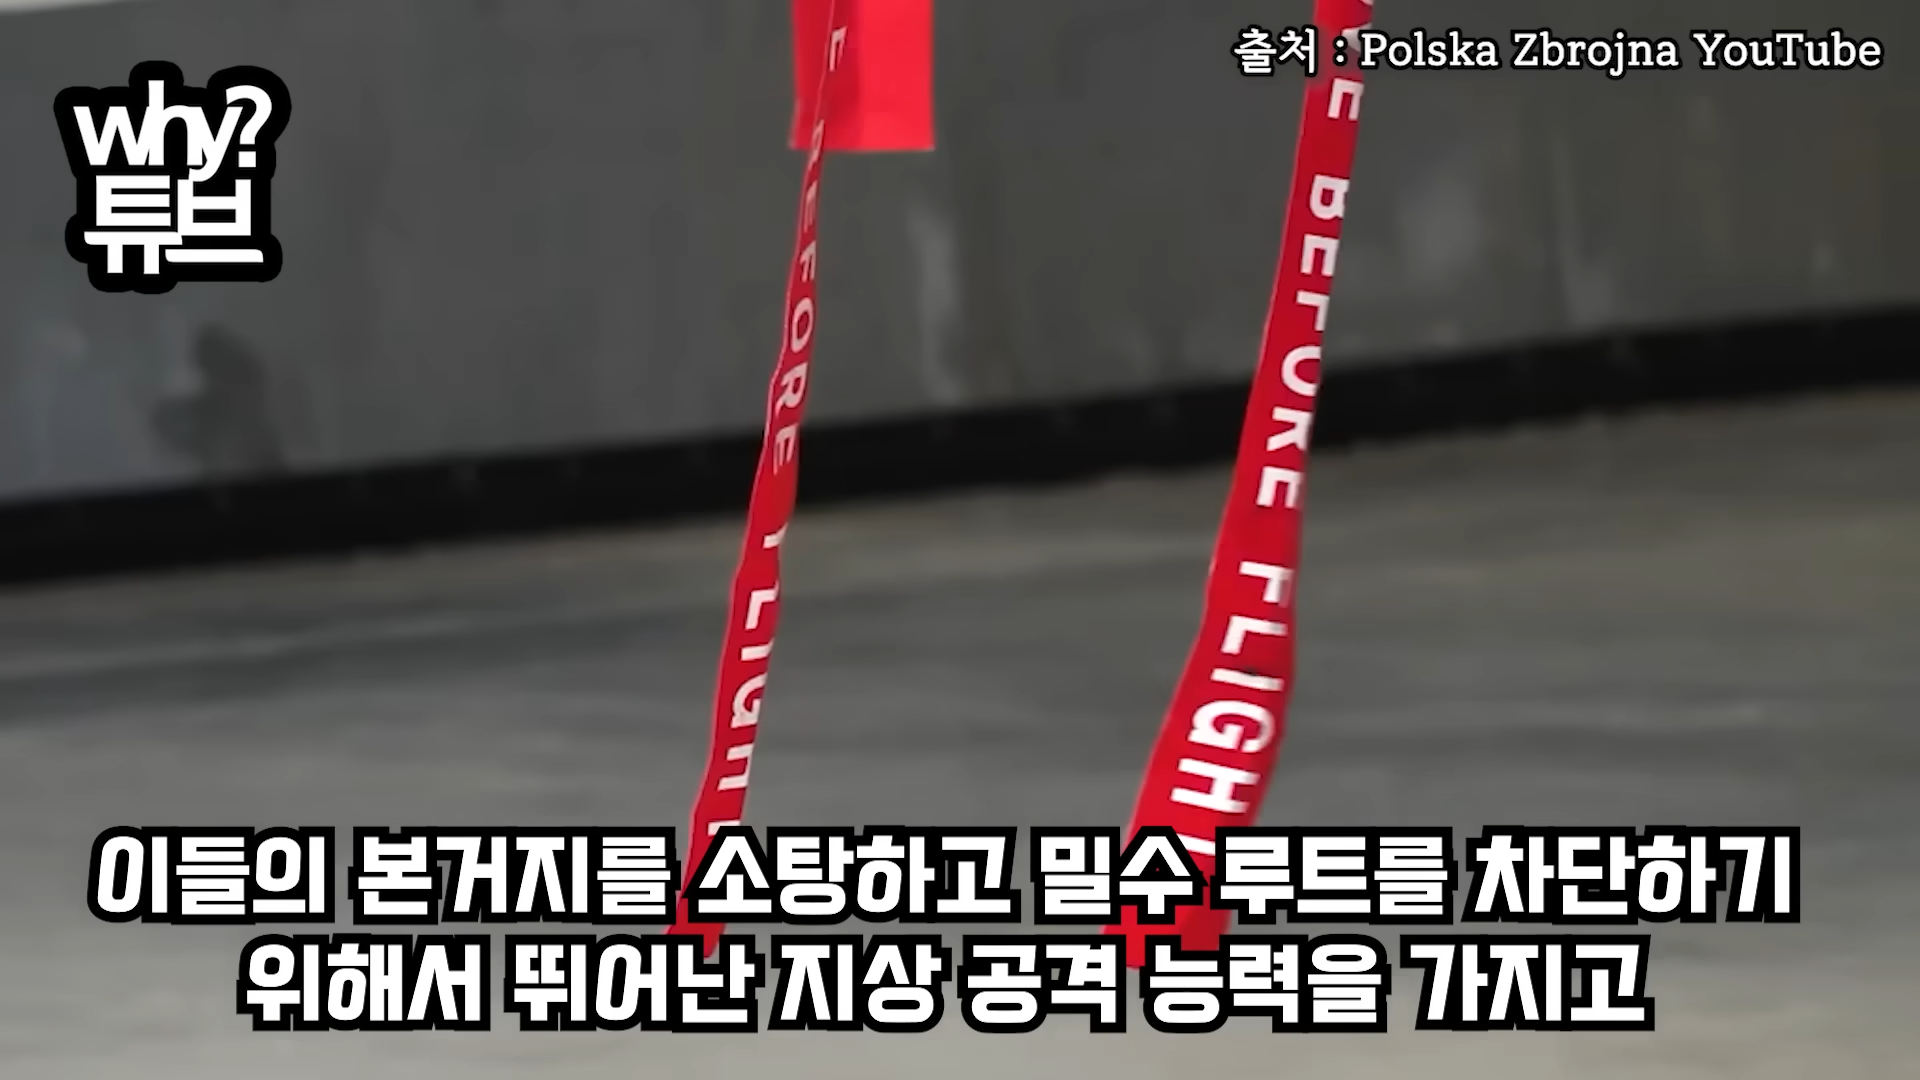 출처 : Polska Zbrojna YouTube
why?
튜브
E BEFORE FLIGHT
VE BEFORE FLIGHT
이들의 본거지를 소탕하고 밀수 루트를 차단하기
위해서 뛰어난 지상 공격 능력을 가지고